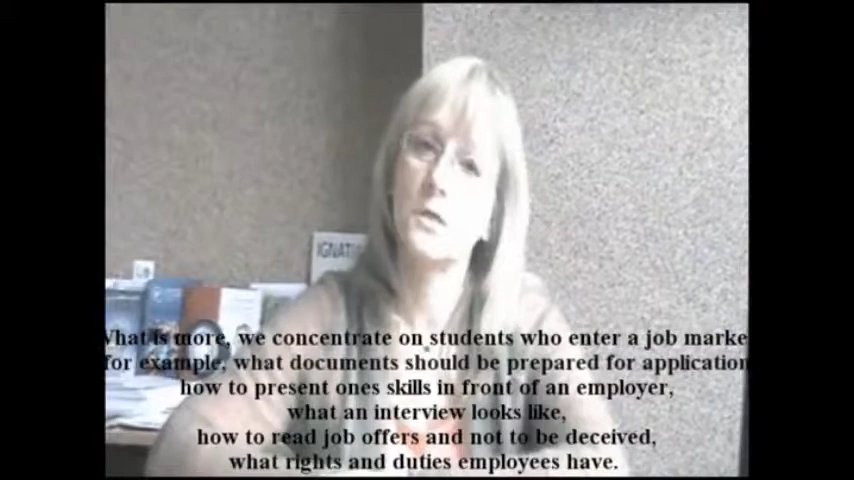 IGNATI
What is more, we concentrate on students who enter a job marke
for example, what documents should be prepared for application
how to present ones skills in front of an employer,
what an interview looks like,
how to read job offers and not to be deceived,
what rights and duties employees have.